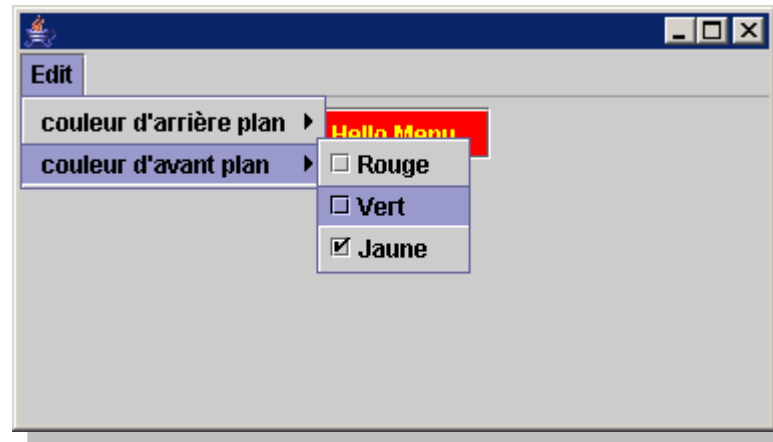 Edit
couleur d'arrière plan
Hello Menu
couleur d'avant plan
Rouge
Vert
Jaune